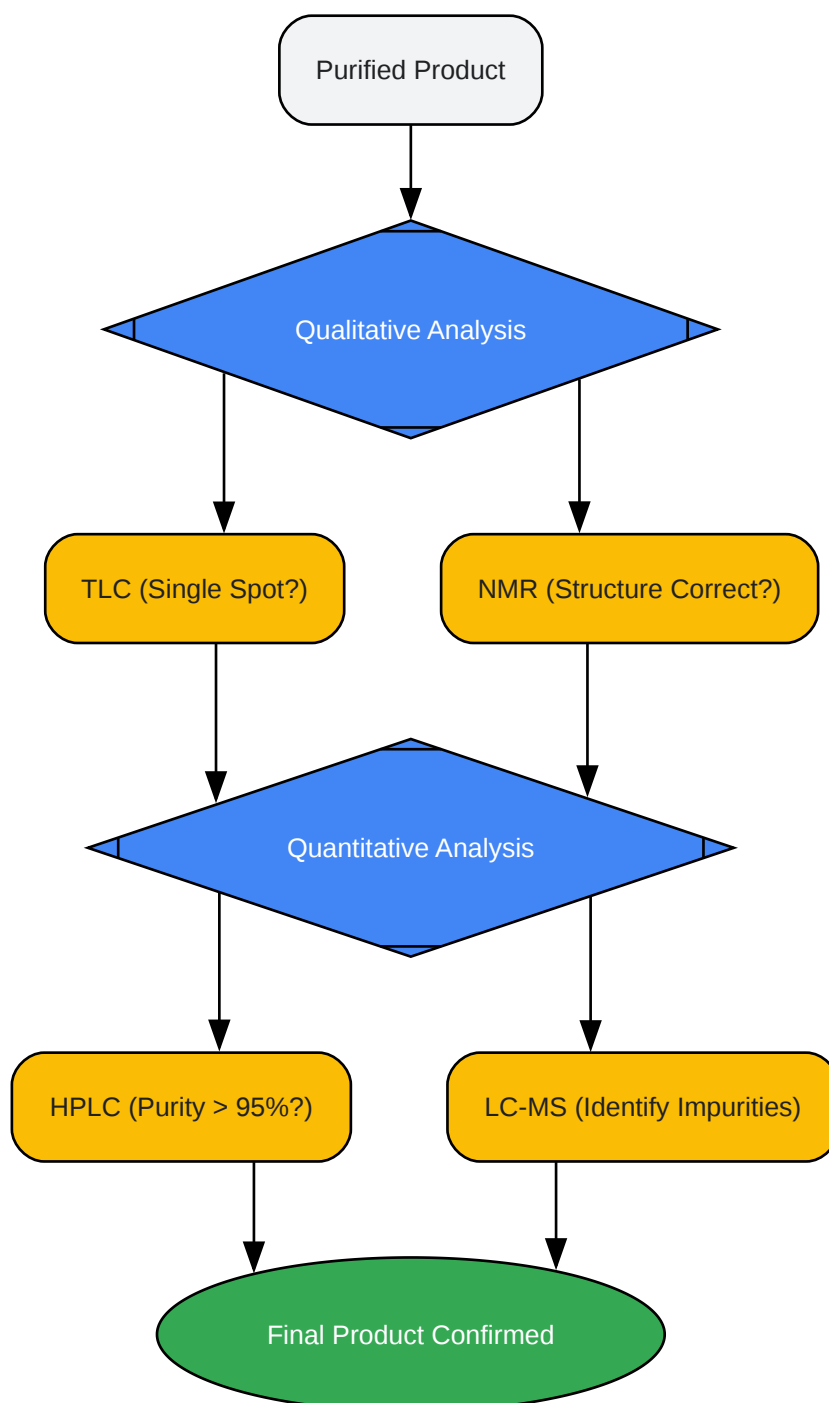 Purified Product
Qualitative Analysis
TLC (Single Spot?)
NMR (Structure Correct?)
Quantitative Analysis
HPLC (Purity > 95%?)
LC-MS (Identify Impurities)
Final Product Confirmed